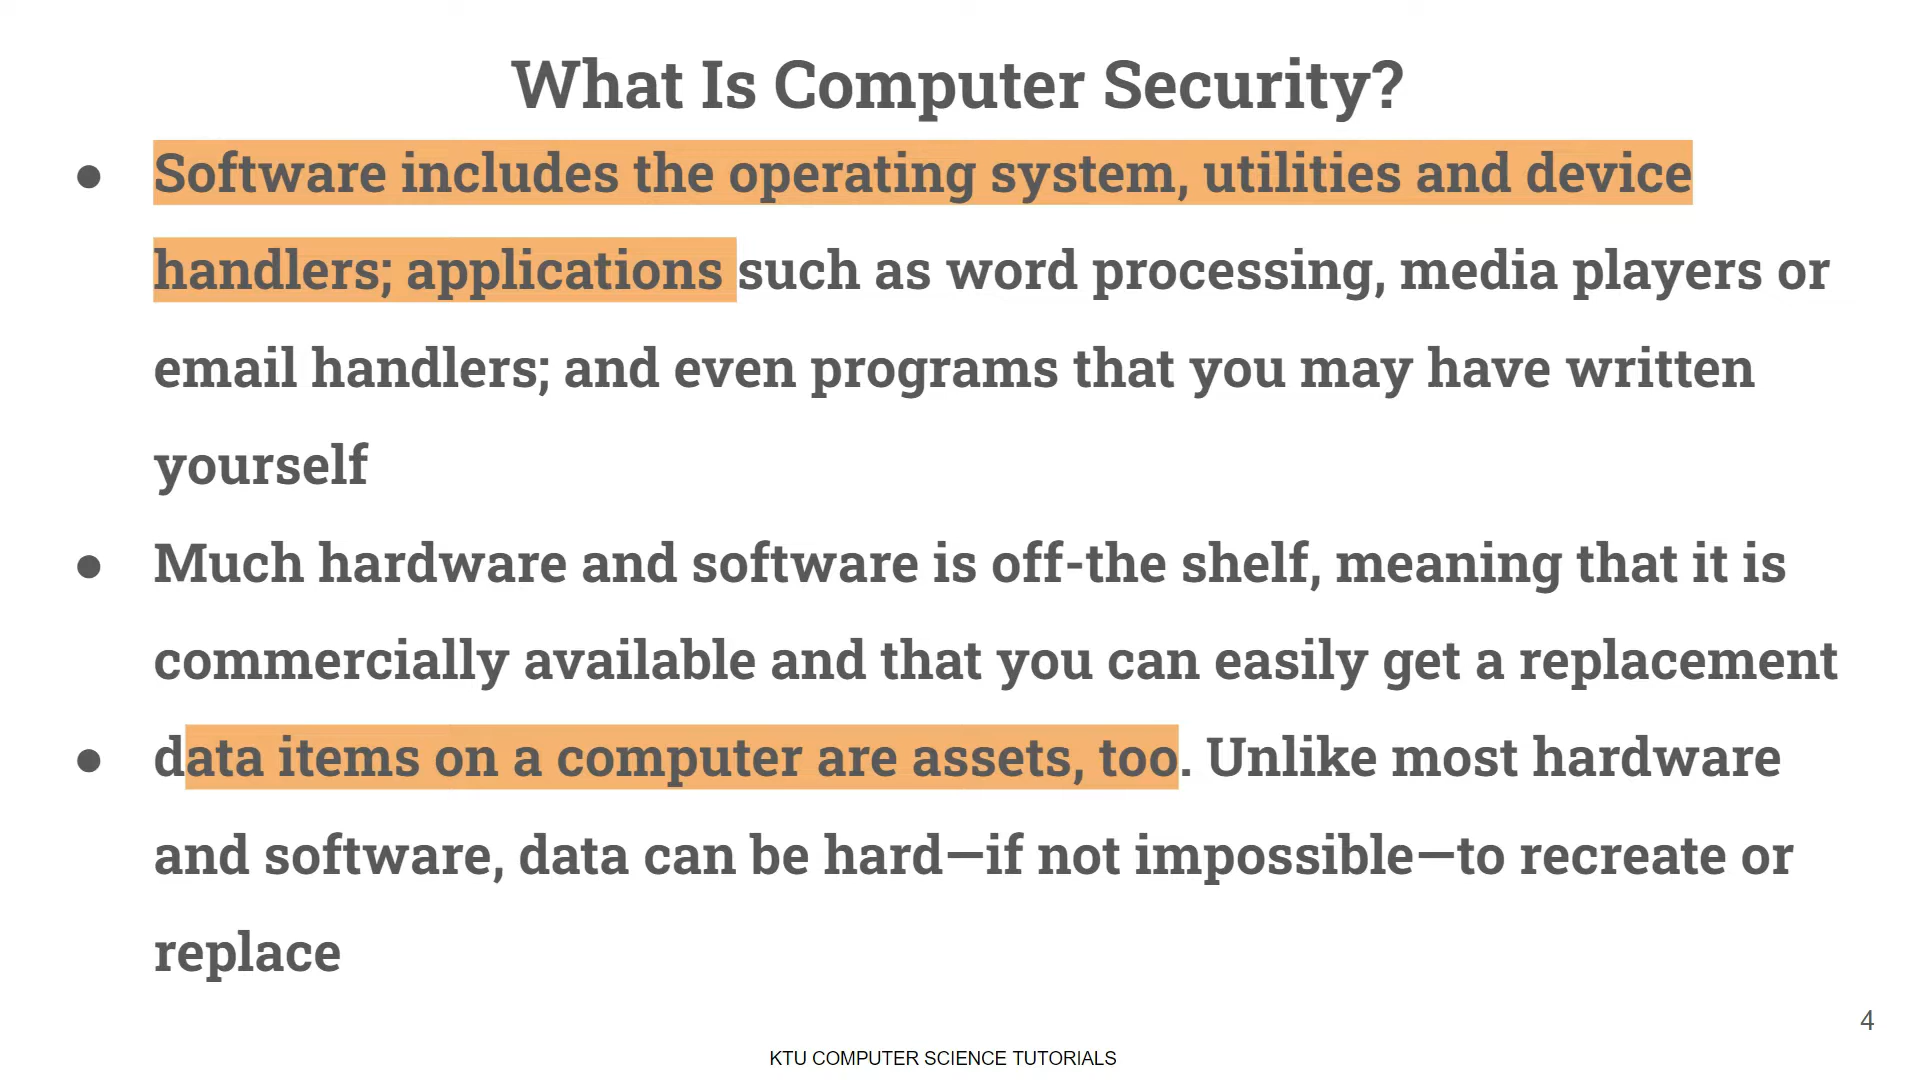 What Is Computer Security?
● Software includes the operating system, utilities and device
handlers; applications such as word processing, media players or
email handlers; and even programs that you may have written
yourself
● Much hardware and software is off-the shelf, meaning that it is
commercially available and that you can easily get a replacement
● data items on a computer are assets, too. Unlike most hardware
and software, data can be hard—if not impossible—to recreate or
replace
4
KTU COMPUTER SCIENCE TUTORIALS